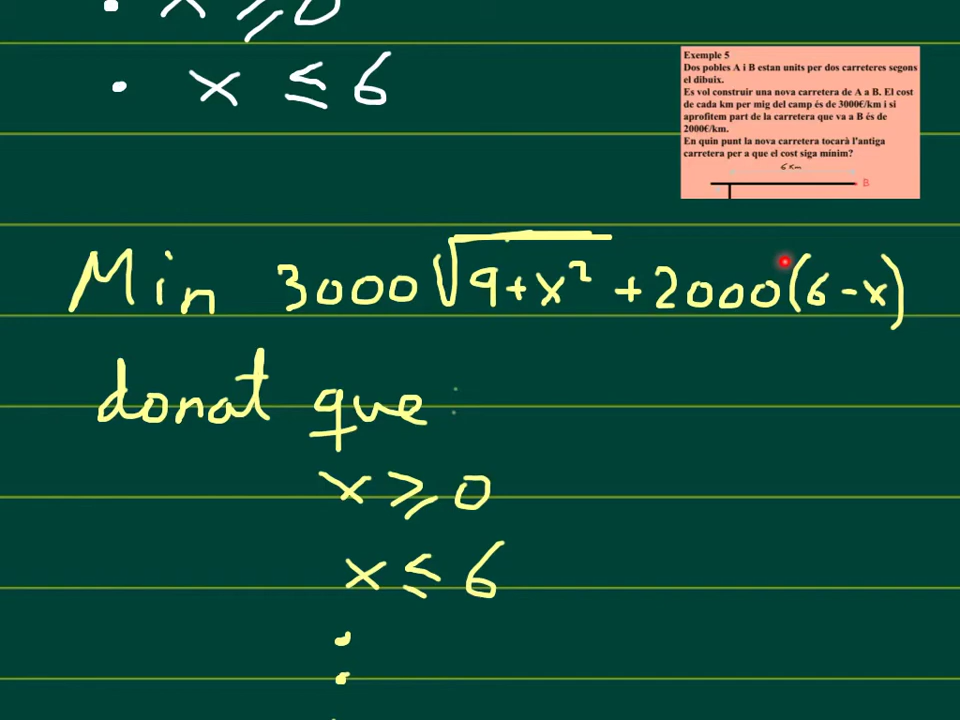 · x ≥ 0
· x ≤ 6
Exemple 5
Dos pobles A i B estan units per dos carreteres segons
el dibuix.
Es vol construir una nova carretera de A a B. El cost
de cada km per mig del camp és de 3000€/km i si
aprofitem part de la carretera que va a B és de
2000€/km.
En quin punt la nova carretera tocarà l'antiga
carretera per a que el cost siga mínim?
6 Km
B
Min 3000√9+x² + 2000(6-x)
donat que :
x ≥ 0
x ≤ 6
: